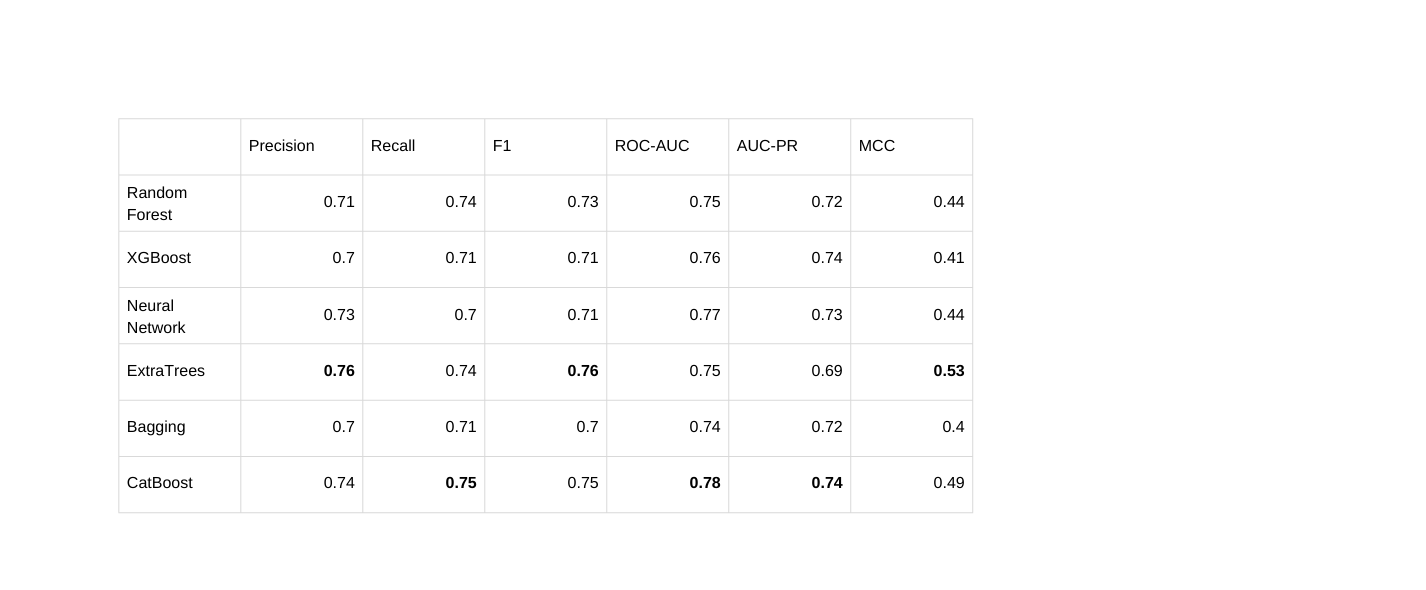 Precision Recall F1 ROC-AUC AUC-PR MCC
Random Forest 0.71 0.74 0.73 0.75 0.72 0.44
XGBoost 0.7 0.71 0.71 0.76 0.74 0.41
Neural Network 0.73 0.7 0.71 0.77 0.73 0.44
ExtraTrees 0.76 0.74 0.76 0.75 0.69 0.53
Bagging 0.7 0.71 0.7 0.74 0.72 0.4
CatBoost 0.74 0.75 0.75 0.78 0.74 0.49